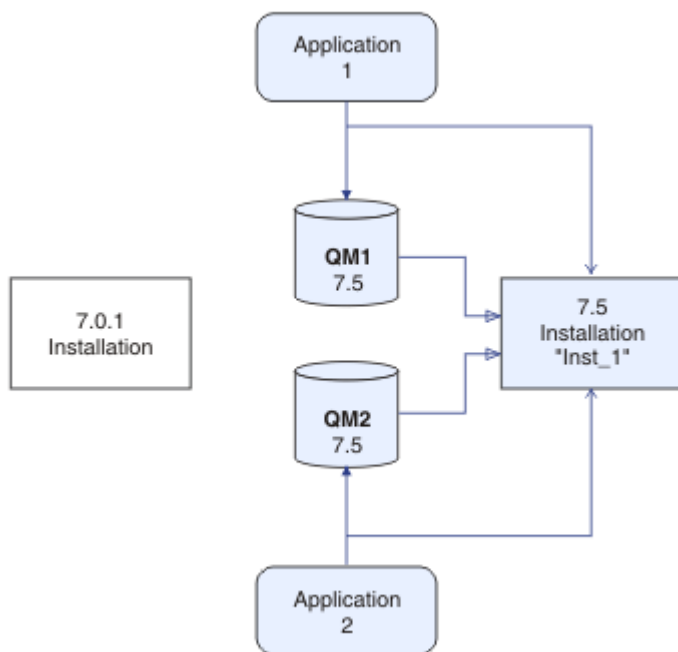 Application
1
QM1
7.5
7.0.1
Installation
7.5
Installation
"Inst_1"
QM2
7.5
Application
2